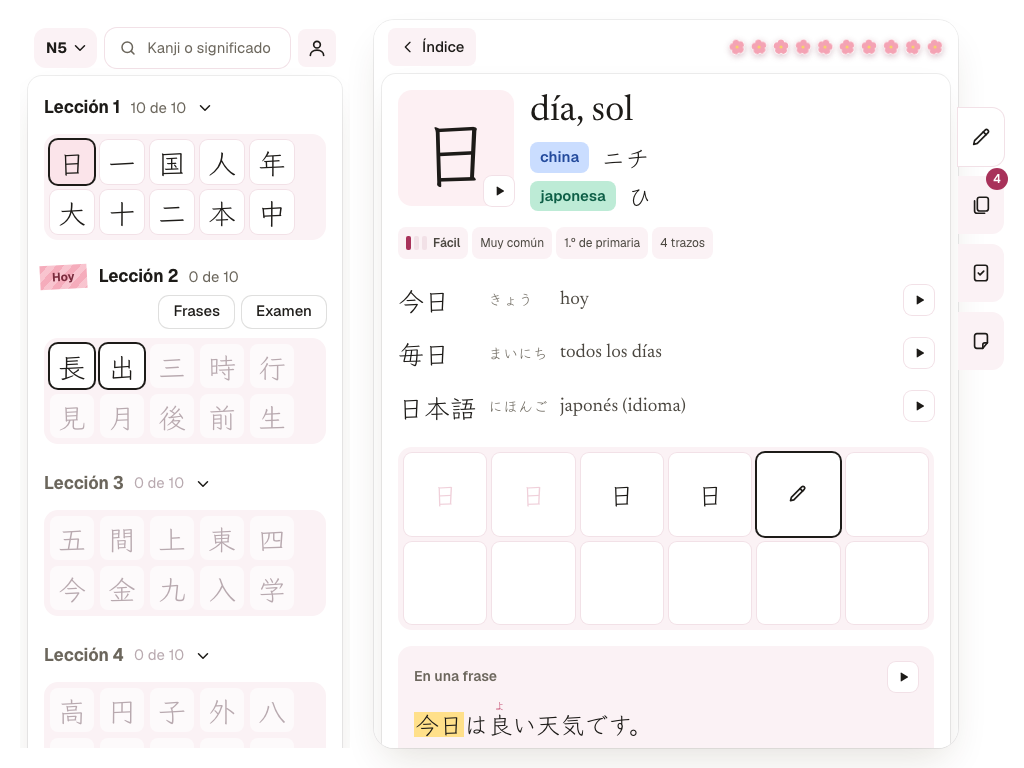 N5
Kanji o significado
Lección 1 10 de 10
日 一 国 人 年
大 十 二 本 中
Hoy Lección 2 0 de 10
Frases Examen
長 出 三 時 行
見 月 後 前 生
Lección 3 0 de 10
五 間 上 東 四
今 金 九 入 学
Lección 4 0 de 10
高 円 子 外 八
Índice
日
día, sol
china ニ チ
japonesa ひ
Fácil Muy común 1.º de primaria 4 trazos
今日 きょう hoy
毎日 まいにち todos los días
日本語 にほんご japonés (idioma)
日 日 日 日
En una frase
よ
今日は良い天気です。
4